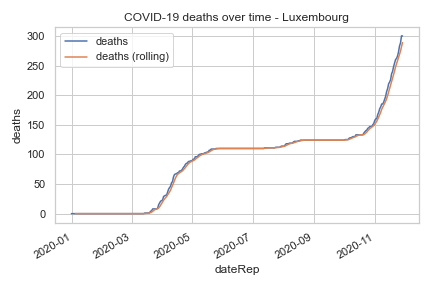 COVID-19 deaths over time - Luxembourg
deaths
deaths (rolling)
300
250
200
150
100
50
0
deaths
2020-01
2020-03
2020-05
2020-07
2020-09
2020-11
dateRep